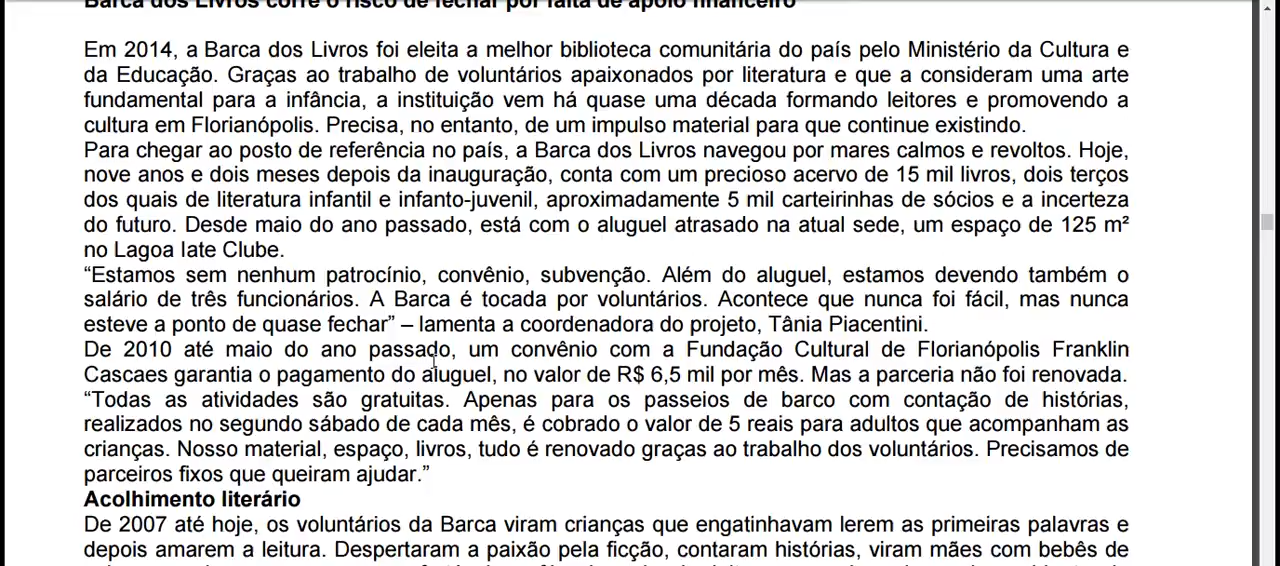 Barca dos Livros corre o risco de fechar por falta de apoio financeiro
Em 2014, a Barca dos Livros foi eleita a melhor biblioteca comunitária do país pelo Ministério da Cultura e
da Educação. Graças ao trabalho de voluntários apaixonados por literatura e que a consideram uma arte
fundamental para a infância, a instituição vem há quase uma década formando leitores e promovendo a
cultura em Florianópolis. Precisa, no entanto, de um impulso material para que continue existindo.
Para chegar ao posto de referência no país, a Barca dos Livros navegou por mares calmos e revoltos. Hoje,
nove anos e dois meses depois da inauguração, conta com um precioso acervo de 15 mil livros, dois terços
dos quais de literatura infantil e infanto-juvenil, aproximadamente 5 mil carteirinhas de sócios e a incerteza
do futuro. Desde maio do ano passado, está com o aluguel atrasado na atual sede, um espaço de 125 m²
no Lagoa Iate Clube.
“Estamos sem nenhum patrocínio, convênio, subvenção. Além do aluguel, estamos devendo também o
salário de três funcionários. A Barca é tocada por voluntários. Acontece que nunca foi fácil, mas nunca
esteve a ponto de quase fechar” – lamenta a coordenadora do projeto, Tânia Piacentini.
De 2010 até maio do ano passado, um convênio com a Fundação Cultural de Florianópolis Franklin
Cascaes garantia o pagamento do aluguel, no valor de R$ 6,5 mil por mês. Mas a parceria não foi renovada.
“Todas as atividades são gratuitas. Apenas para os passeios de barco com contação de histórias,
realizados no segundo sábado de cada mês, é cobrado o valor de 5 reais para adultos que acompanham as
crianças. Nosso material, espaço, livros, tudo é renovado graças ao trabalho dos voluntários. Precisamos de
parceiros fixos que queiram ajudar.”
Acolhimento literário
De 2007 até hoje, os voluntários da Barca viram crianças que engatinhavam lerem as primeiras palavras e
depois amarem a leitura. Despertaram a paixão pela ficção, contaram histórias, viram mães com bebês de